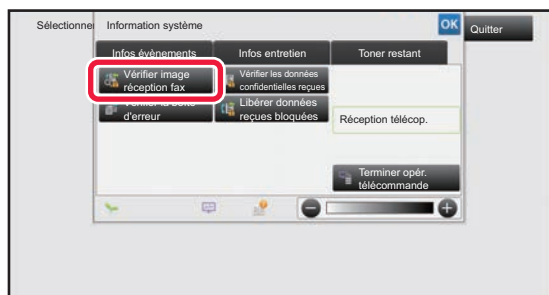 Sélectionne
Information système
OK
Quitter
Infos évènements
Infos entretien
Toner restant
Vérifier image
réception fax
Vérifier les données
confidentielles reçues
d'erreur
Libérer données
reçues bloquées
Réception télécop.
Terminer opér.
télécommande